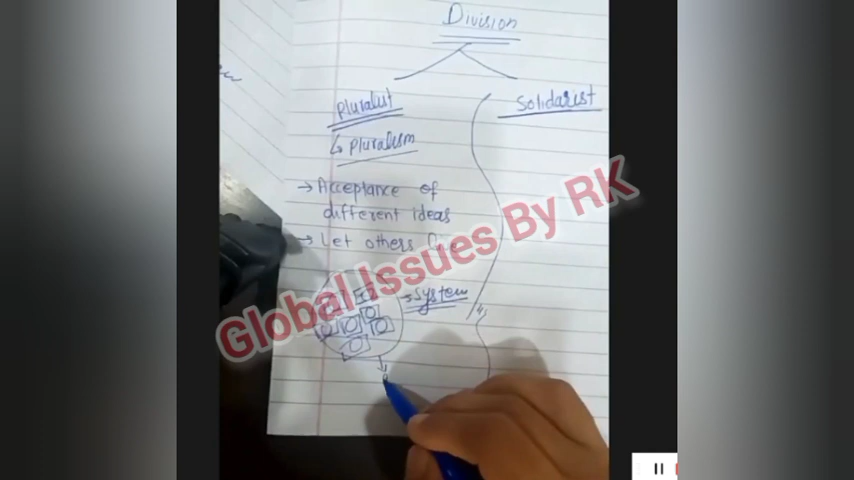 Division
Pluralist
Solidarist
↳ Pluralism
→ Acceptance of
different ideas
→ Let others
→ System
Global Issues By RK